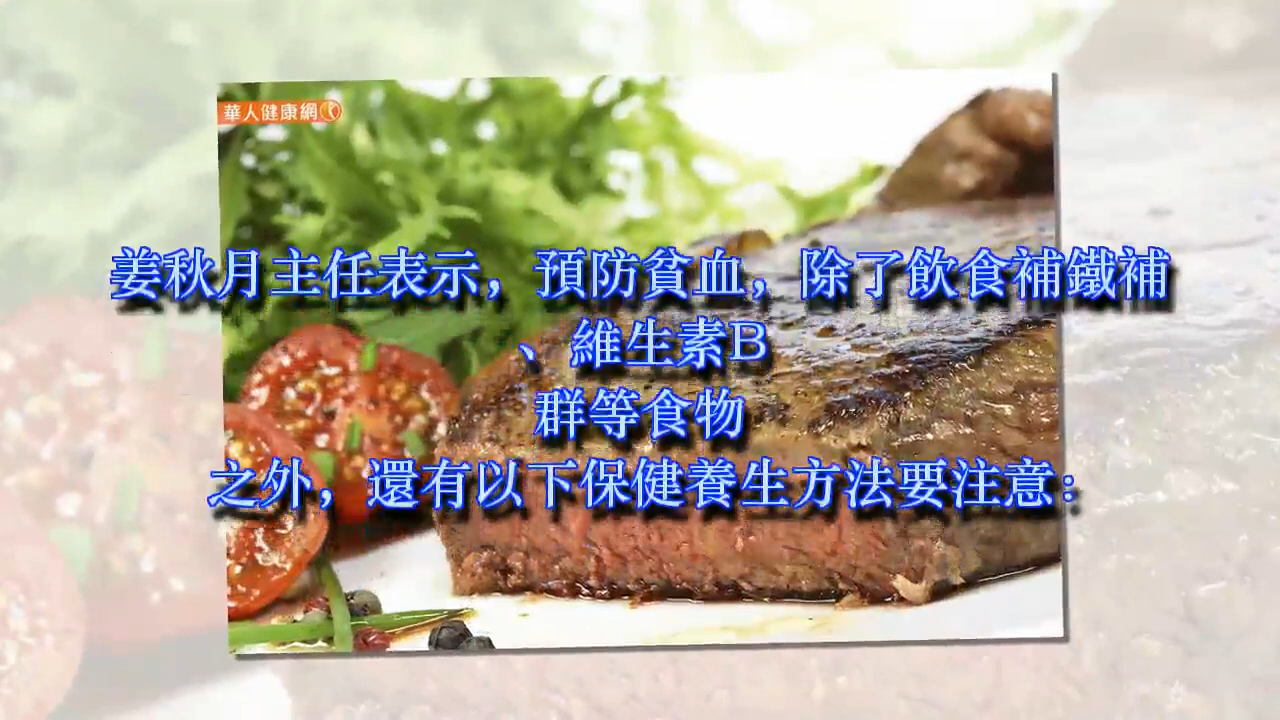 華人健康網
姜秋月主任表示，預防貧血，除了飲食補鐵補
、維生素B
群等食物
之外，還有以下保健養生方法要注意：